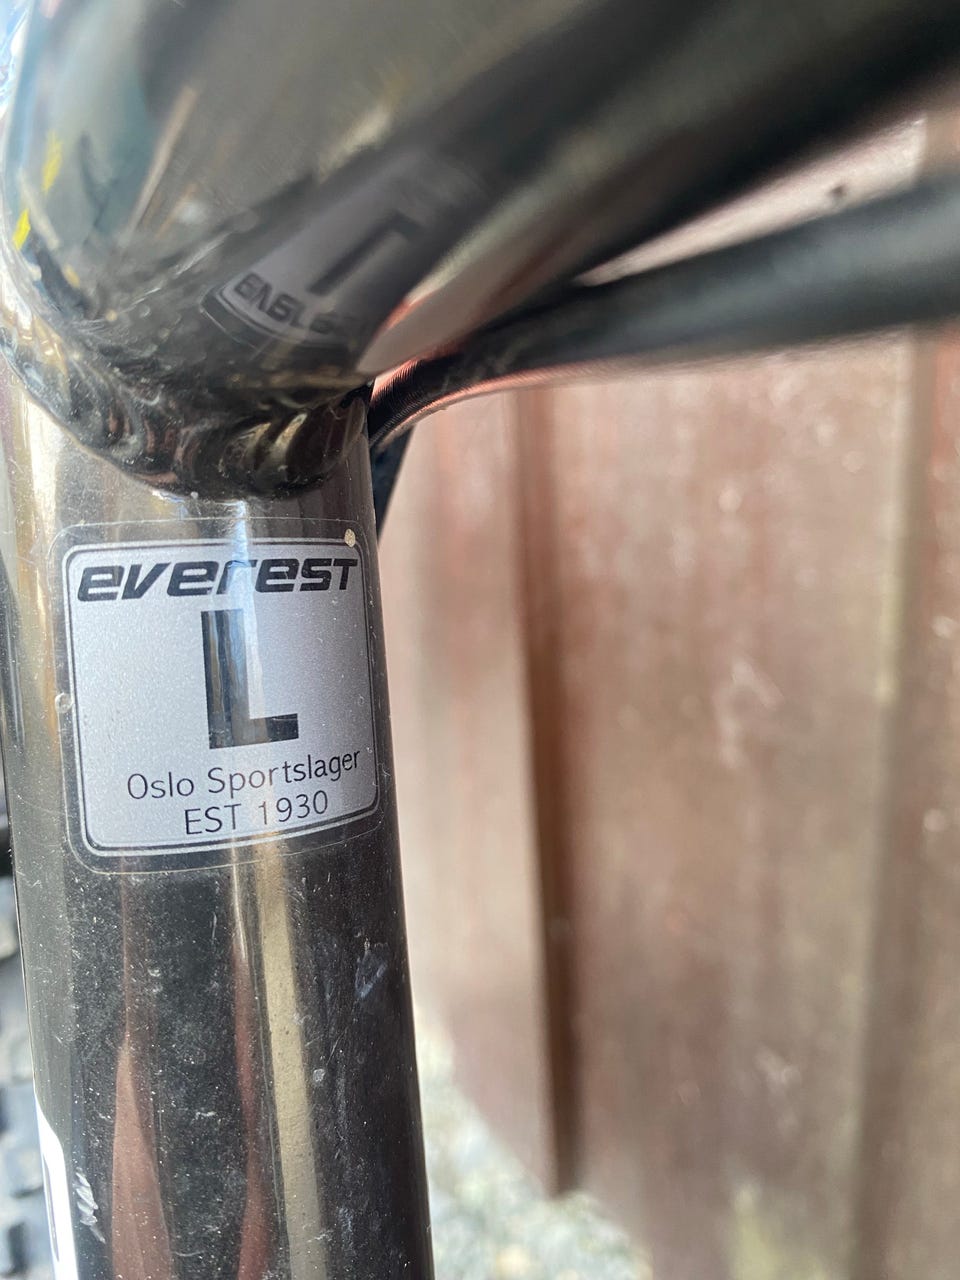 everest
L
Oslo Sportslager
EST 1930